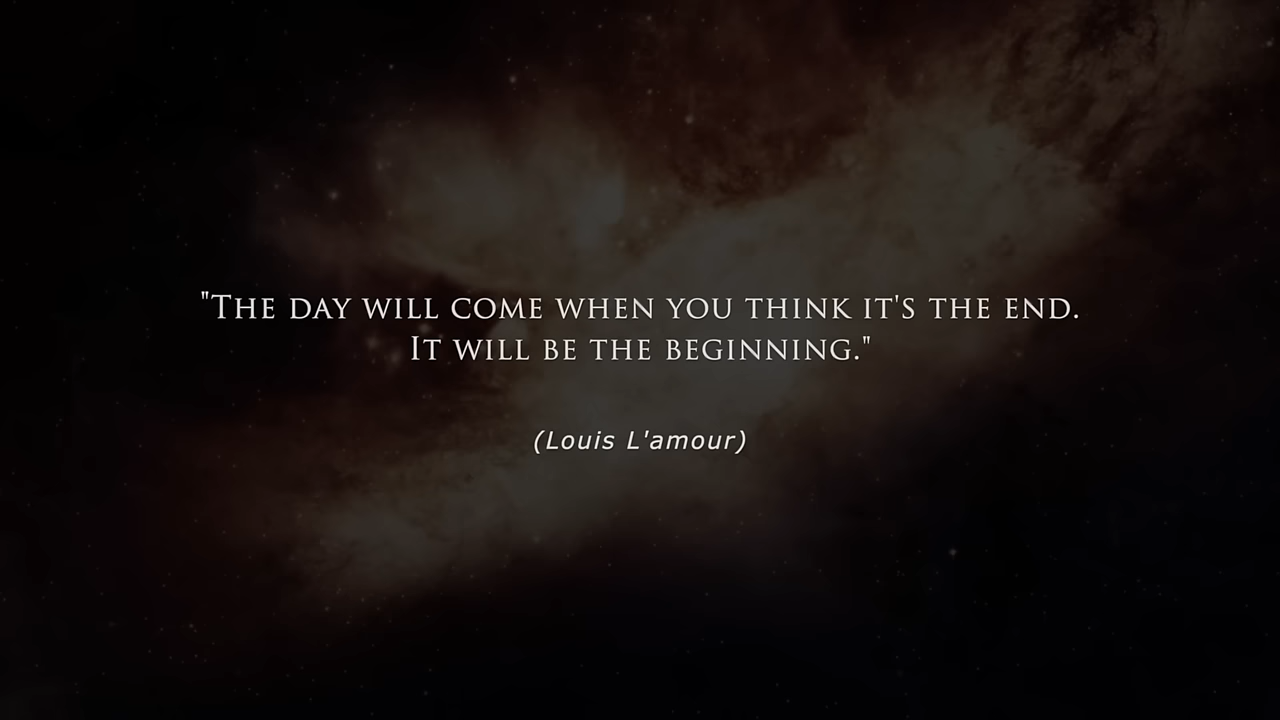 "The day will come when you think it's the end.
It will be the beginning."
(Louis L'amour)